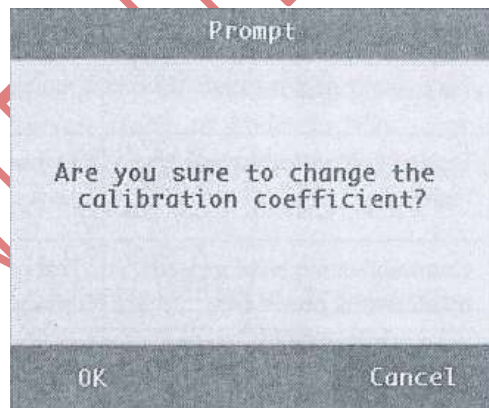 Prompt
Are you sure to change the
calibration coefficient?
OK
Cancel